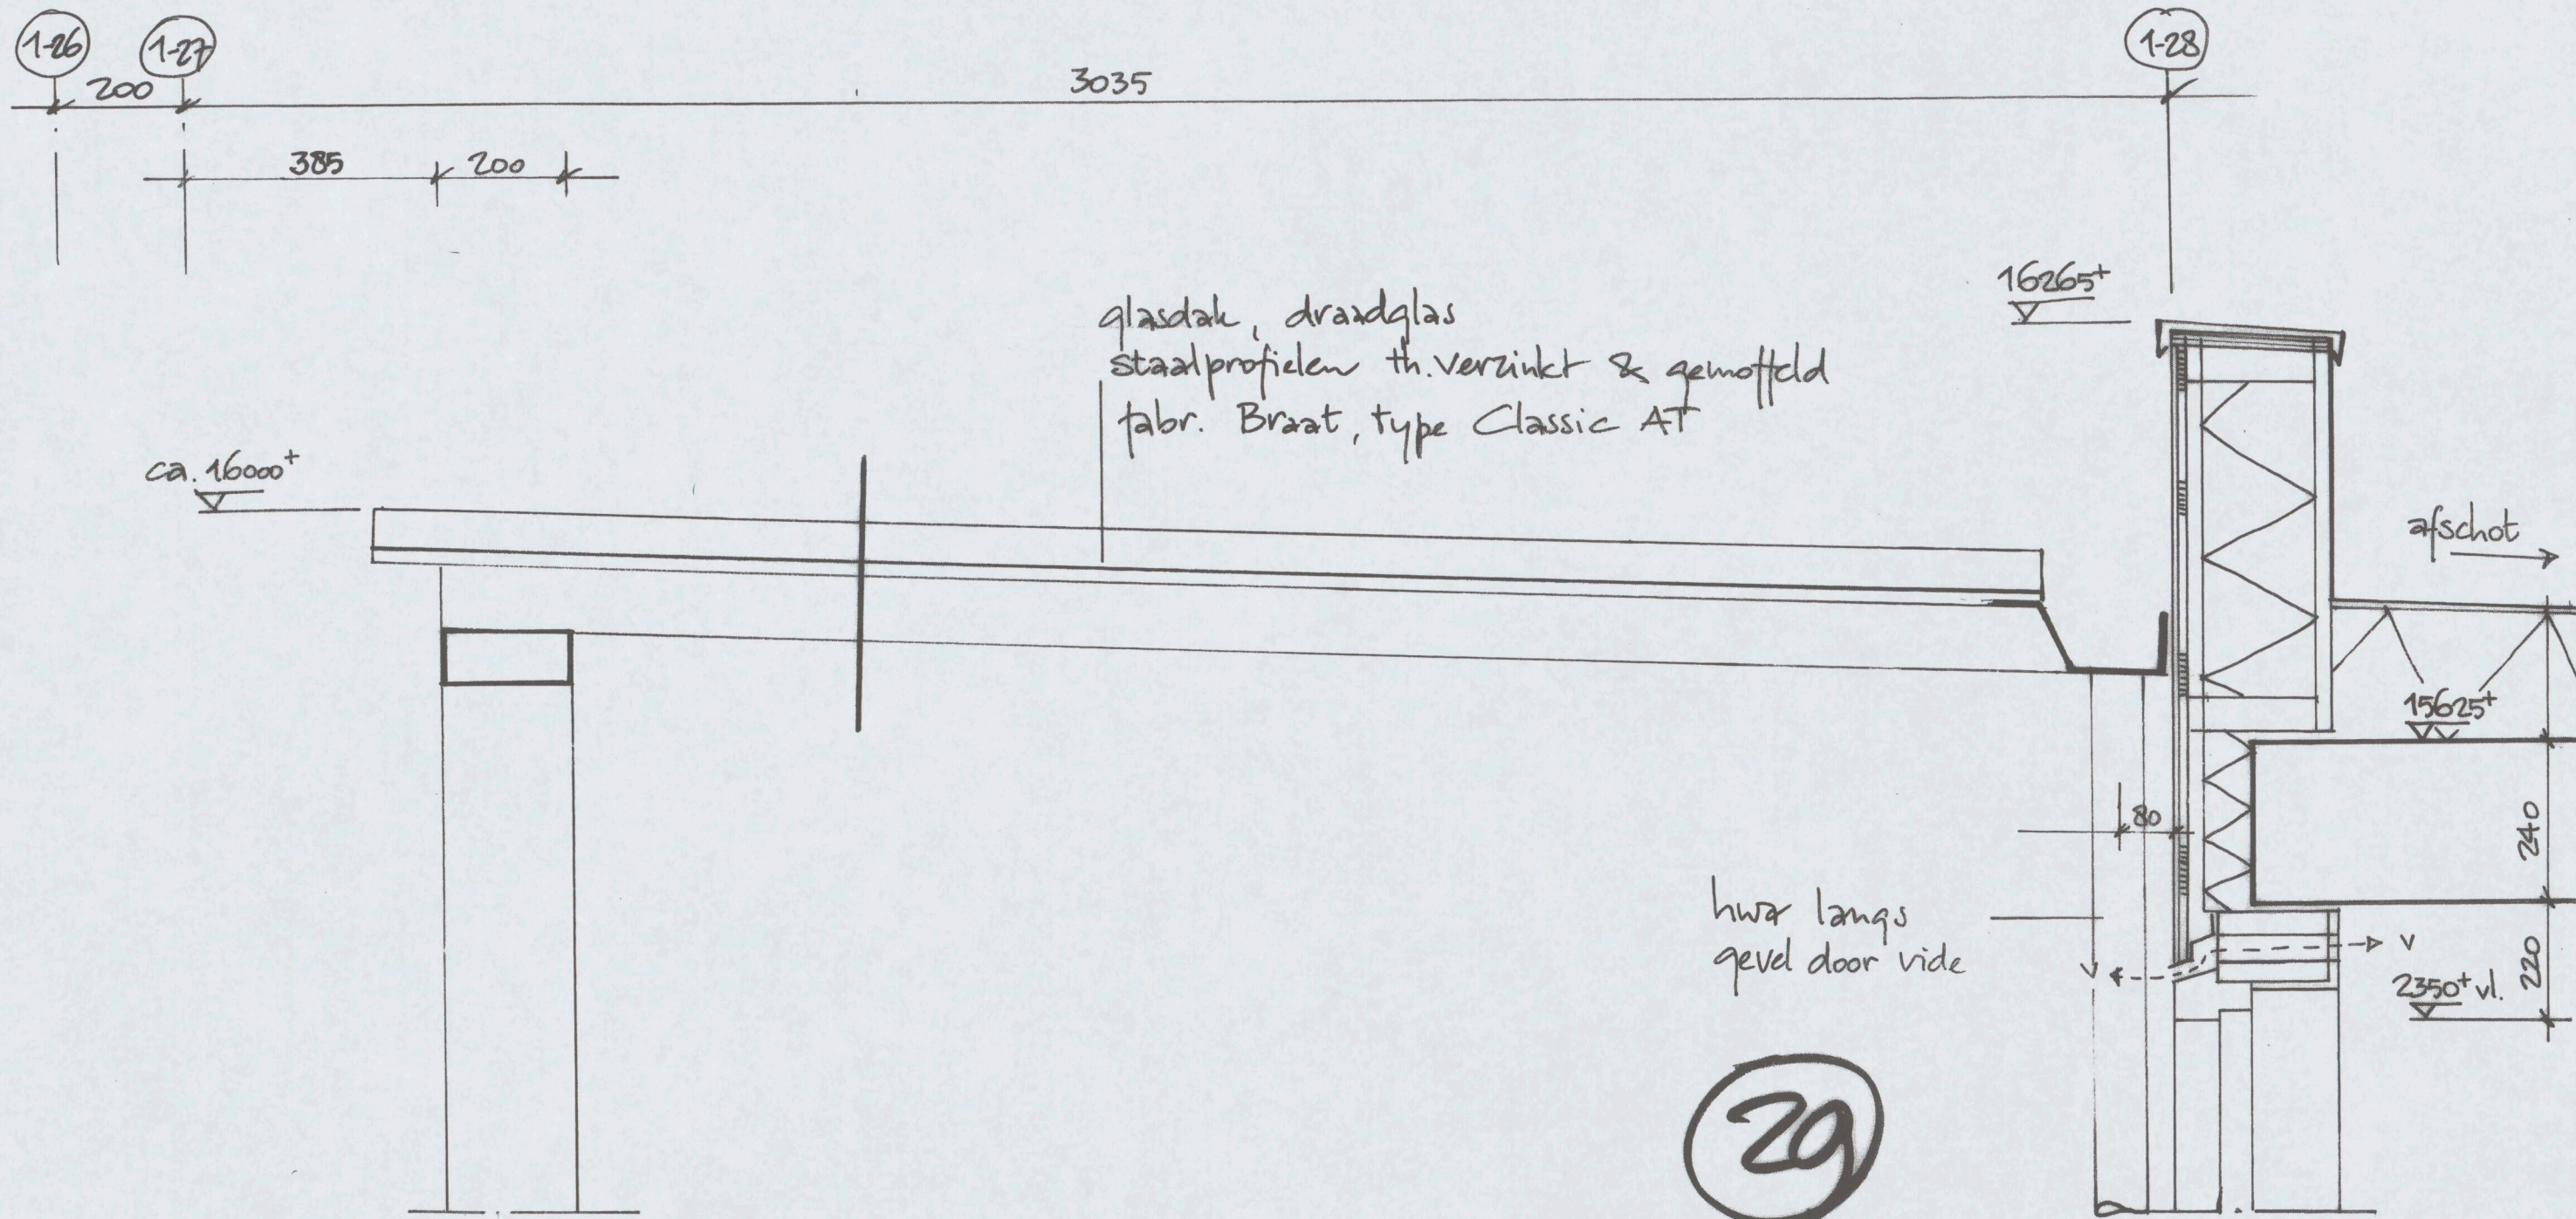 1-26 1-27 1-28
200 3035
385 200
16265+
glasdak, draadglas
staalprofielen th. verzinkt & gemoffeld
fabr. Braat, type Classic AT
ca. 16000+
afschot
15625+
80
240
hwa langs
gevel door vide
v
220
2350+ vl.
29